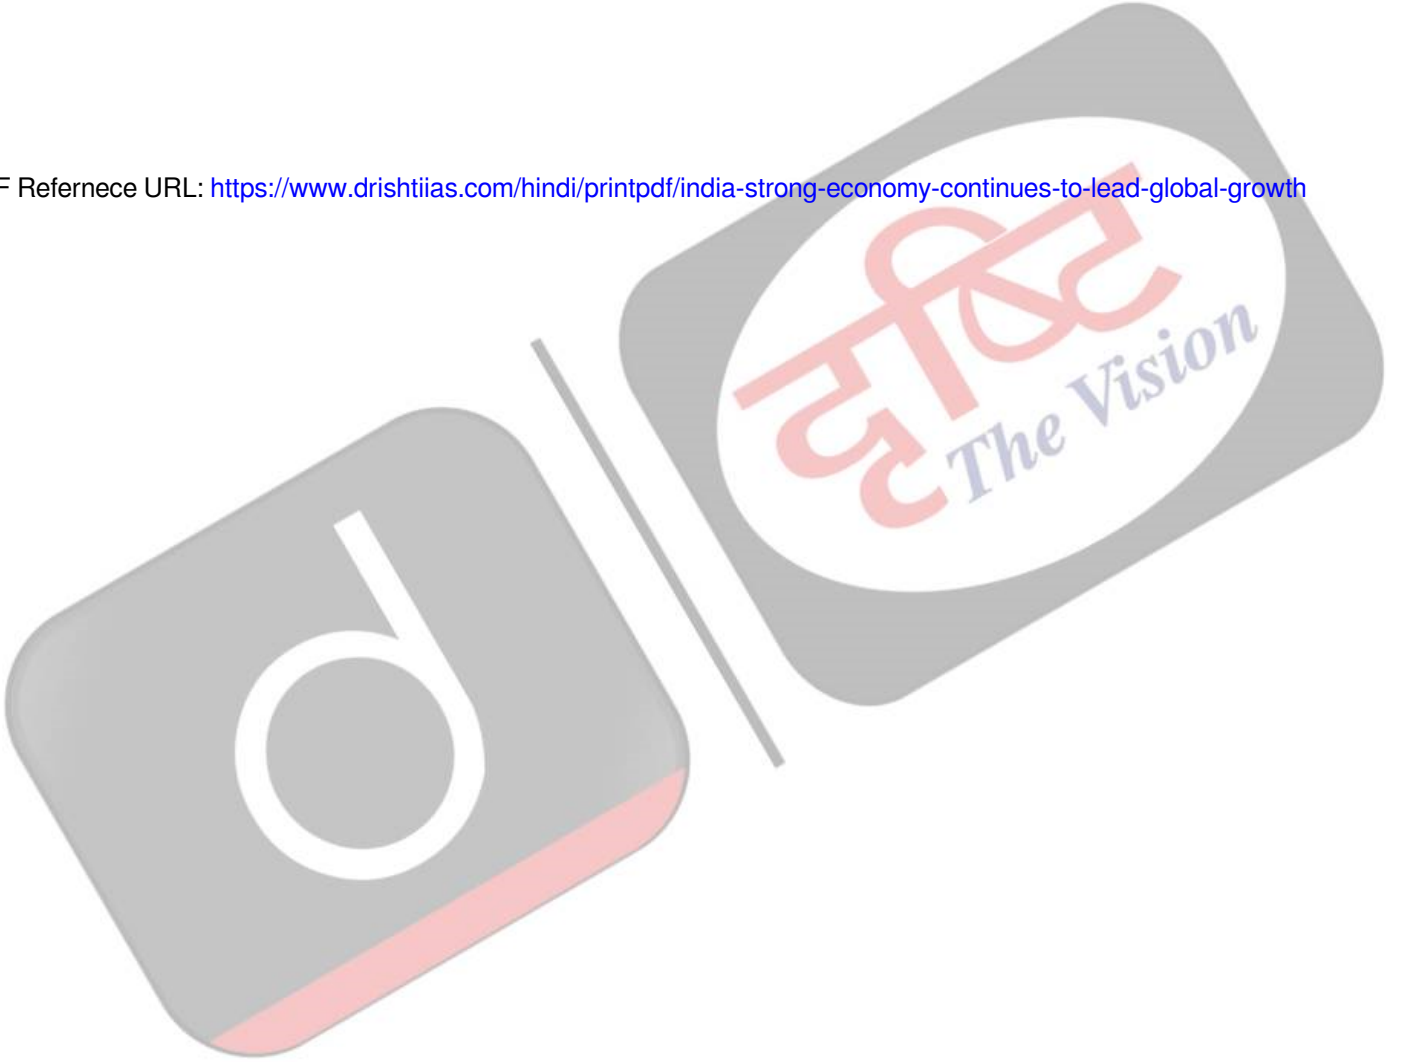 F Refernece URL: https://www.drishtiias.com/hindi/printpdf/india-strong-economy-continues-to-lead-global-growth
दृष्टि
The Vision
d